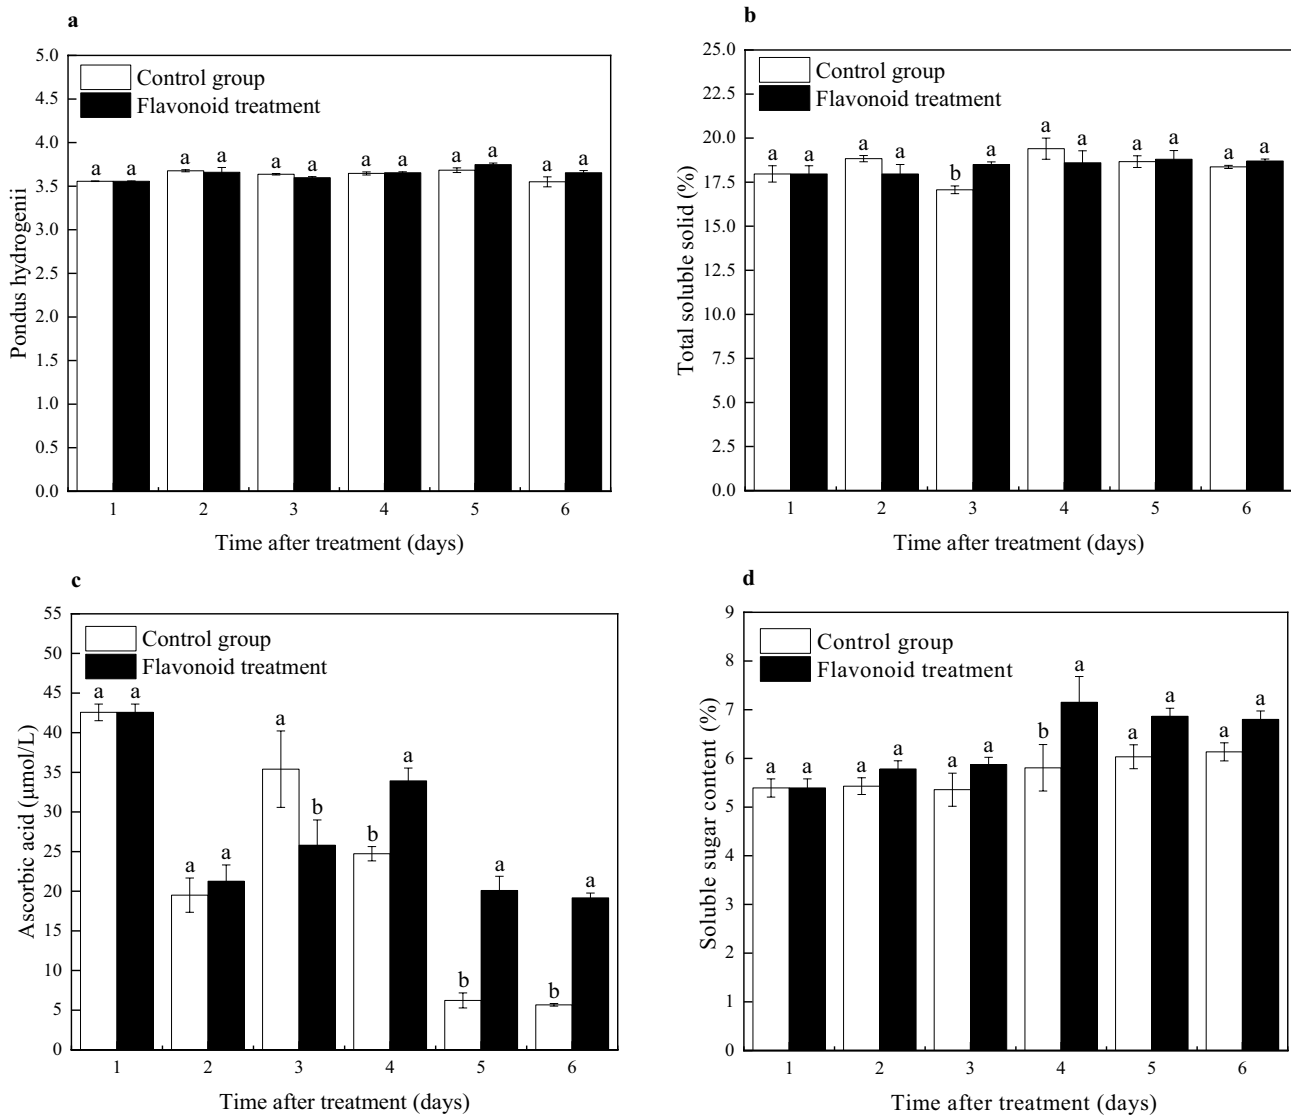 a
5.0
4.5
4.0
3.5
3.0
2.5
2.0
1.5
1.0
0.5
0.0
Pondus hydrogenii
Control group
Flavonoid treatment
a a a a a a a a a a a a
1 2 3 4 5 6
Time after treatment (days)
b
25.0
22.5
20.0
17.5
15.0
12.5
10.0
7.5
5.0
2.5
0.0
Total soluble solid (%)
Control group
Flavonoid treatment
a a a a b a a a a a a a
1 2 3 4 5 6
Time after treatment (days)
c
55
50
45
40
35
30
25
20
15
10
5
0
Ascorbic acid (μmol/L)
Control group
Flavonoid treatment
a a a a a b b a b a b a
1 2 3 4 5 6
Time after treatment (days)
d
9
8
7
6
5
4
3
2
1
0
Soluble sugar content (%)
Control group
Flavonoid treatment
a a a a a a b a a a a a
1 2 3 4 5 6
Time after treatment (days)